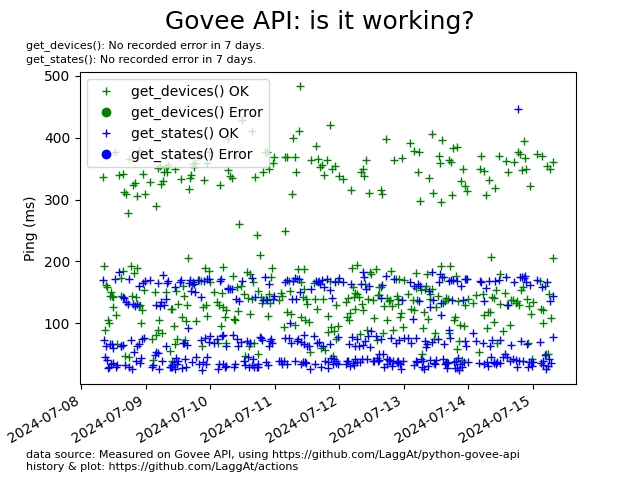 Govee API: is it working?
get_devices(): No recorded error in 7 days.
get_states(): No recorded error in 7 days.
500
400
300
200
100
Ping (ms)
get_devices() OK
get_devices() Error
get_states() OK
get_states() Error
2024-07-08
2024-07-09
2024-07-10
2024-07-11
2024-07-12
2024-07-13
2024-07-14
2024-07-15
data source: Measured on Govee API, using https://github.com/LaggAt/python-govee-api
history & plot: https://github.com/LaggAt/actions